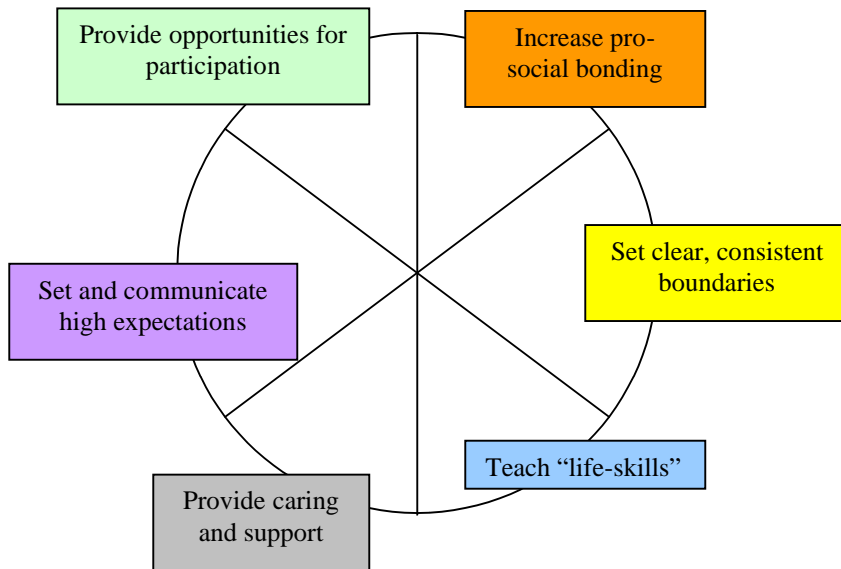 Provide opportunities for
participation
Increase pro-
social bonding
Set clear, consistent
boundaries
Set and communicate
high expectations
Teach “life-skills”
Provide caring
and support